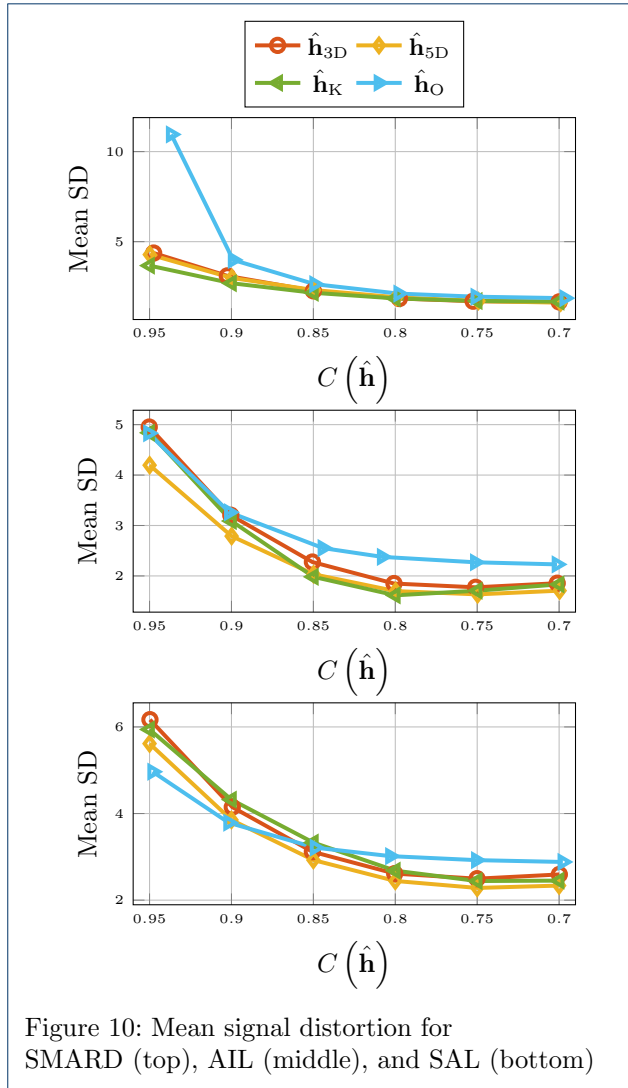 ĥ3D ĥ5D
ĥK ĥO
10
5
Mean SD
0.95 0.9 0.85 0.8 0.75 0.7
C(ĥ)
5
4
3
2
Mean SD
0.95 0.9 0.85 0.8 0.75 0.7
C(ĥ)
6
4
2
Mean SD
0.95 0.9 0.85 0.8 0.75 0.7
C(ĥ)
Figure 10: Mean signal distortion for
SMARD (top), AIL (middle), and SAL (bottom)